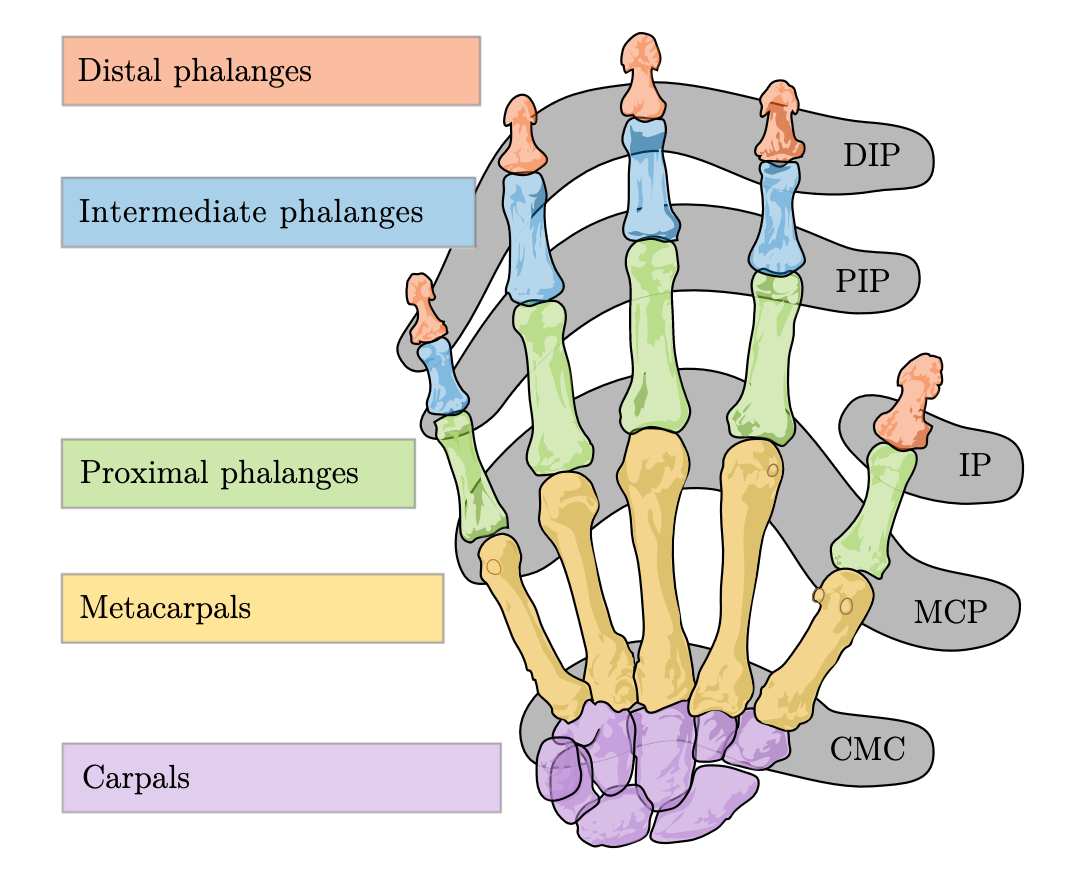 Distal phalanges
DIP
Intermediate phalanges
PIP
Proximal phalanges
IP
Metacarpals
MCP
Carpals
CMC